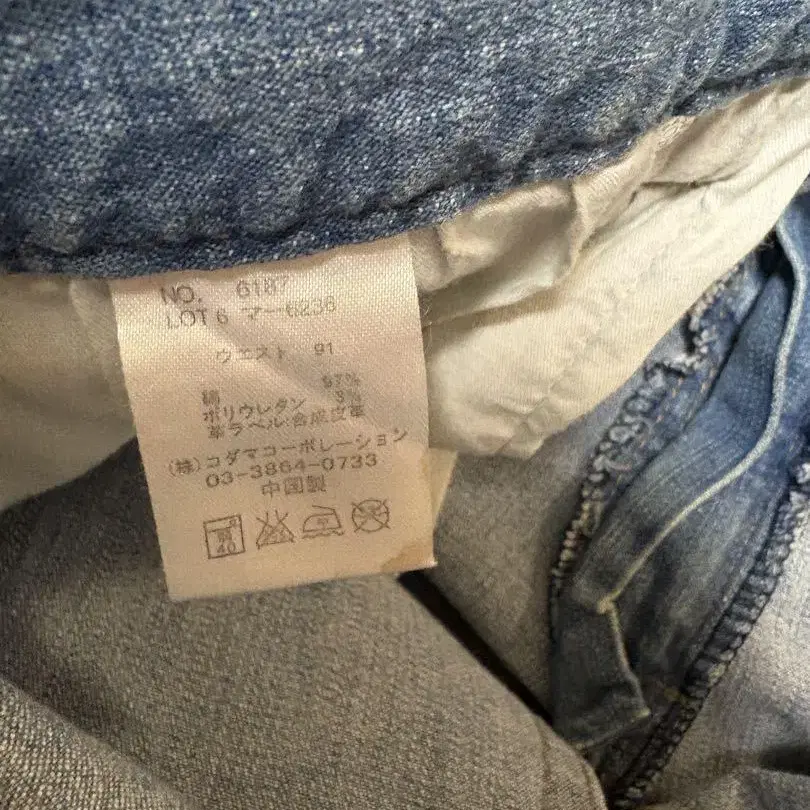 NO. 6187
LOT6 マー6236
ウエスト 91
97%
綿 3%
ポリウレタン
革ラベル:合成皮革
(株)コダマコーポレーション
03-3864-0733
中国製
40